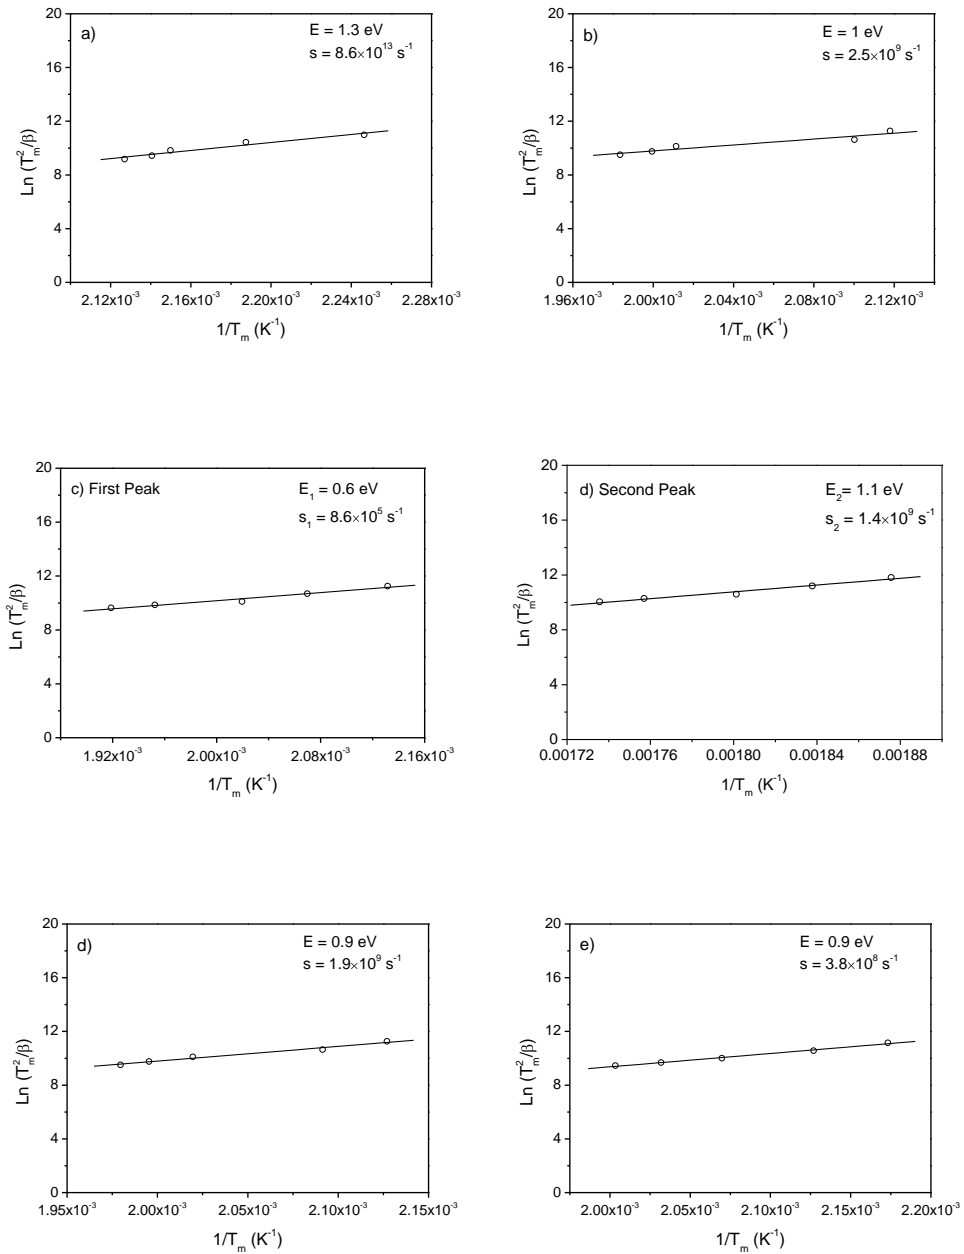 a)
E = 1.3 eV
s = 8.6×10¹³ s⁻¹
20
16
12
8
4
0
Ln (Tₘ²/β)
2.12x10⁻³ 2.16x10⁻³ 2.20x10⁻³ 2.24x10⁻³ 2.28x10⁻³
1/Tₘ (K⁻¹)
b)
E = 1 eV
s = 2.5×10⁹ s⁻¹
20
16
12
8
4
0
Ln (Tₘ²/β)
1.96x10⁻³ 2.00x10⁻³ 2.04x10⁻³ 2.08x10⁻³ 2.12x10⁻³
1/Tₘ (K⁻¹)
c) First Peak
E₁ = 0.6 eV
s₁ = 8.6×10⁵ s⁻¹
20
16
12
8
4
0
Ln (Tₘ²/β)
1.92x10⁻³ 2.00x10⁻³ 2.08x10⁻³ 2.16x10⁻³
1/Tₘ (K⁻¹)
d) Second Peak
E₂= 1.1 eV
s₂ = 1.4×10⁹ s⁻¹
20
16
12
8
4
0
Ln (Tₘ²/β)
0.00172 0.00176 0.00180 0.00184 0.00188
1/Tₘ (K⁻¹)
d)
E = 0.9 eV
s = 1.9×10⁹ s⁻¹
20
16
12
8
4
0
Ln (Tₘ²/β)
1.95x10⁻³ 2.00x10⁻³ 2.05x10⁻³ 2.10x10⁻³ 2.15x10⁻³
1/Tₘ (K⁻¹)
e)
E = 0.9 eV
s = 3.8×10⁸ s⁻¹
20
16
12
8
4
0
Ln (Tₘ²/β)
2.00x10⁻³ 2.05x10⁻³ 2.10x10⁻³ 2.15x10⁻³ 2.20x10⁻³
1/Tₘ (K⁻¹)